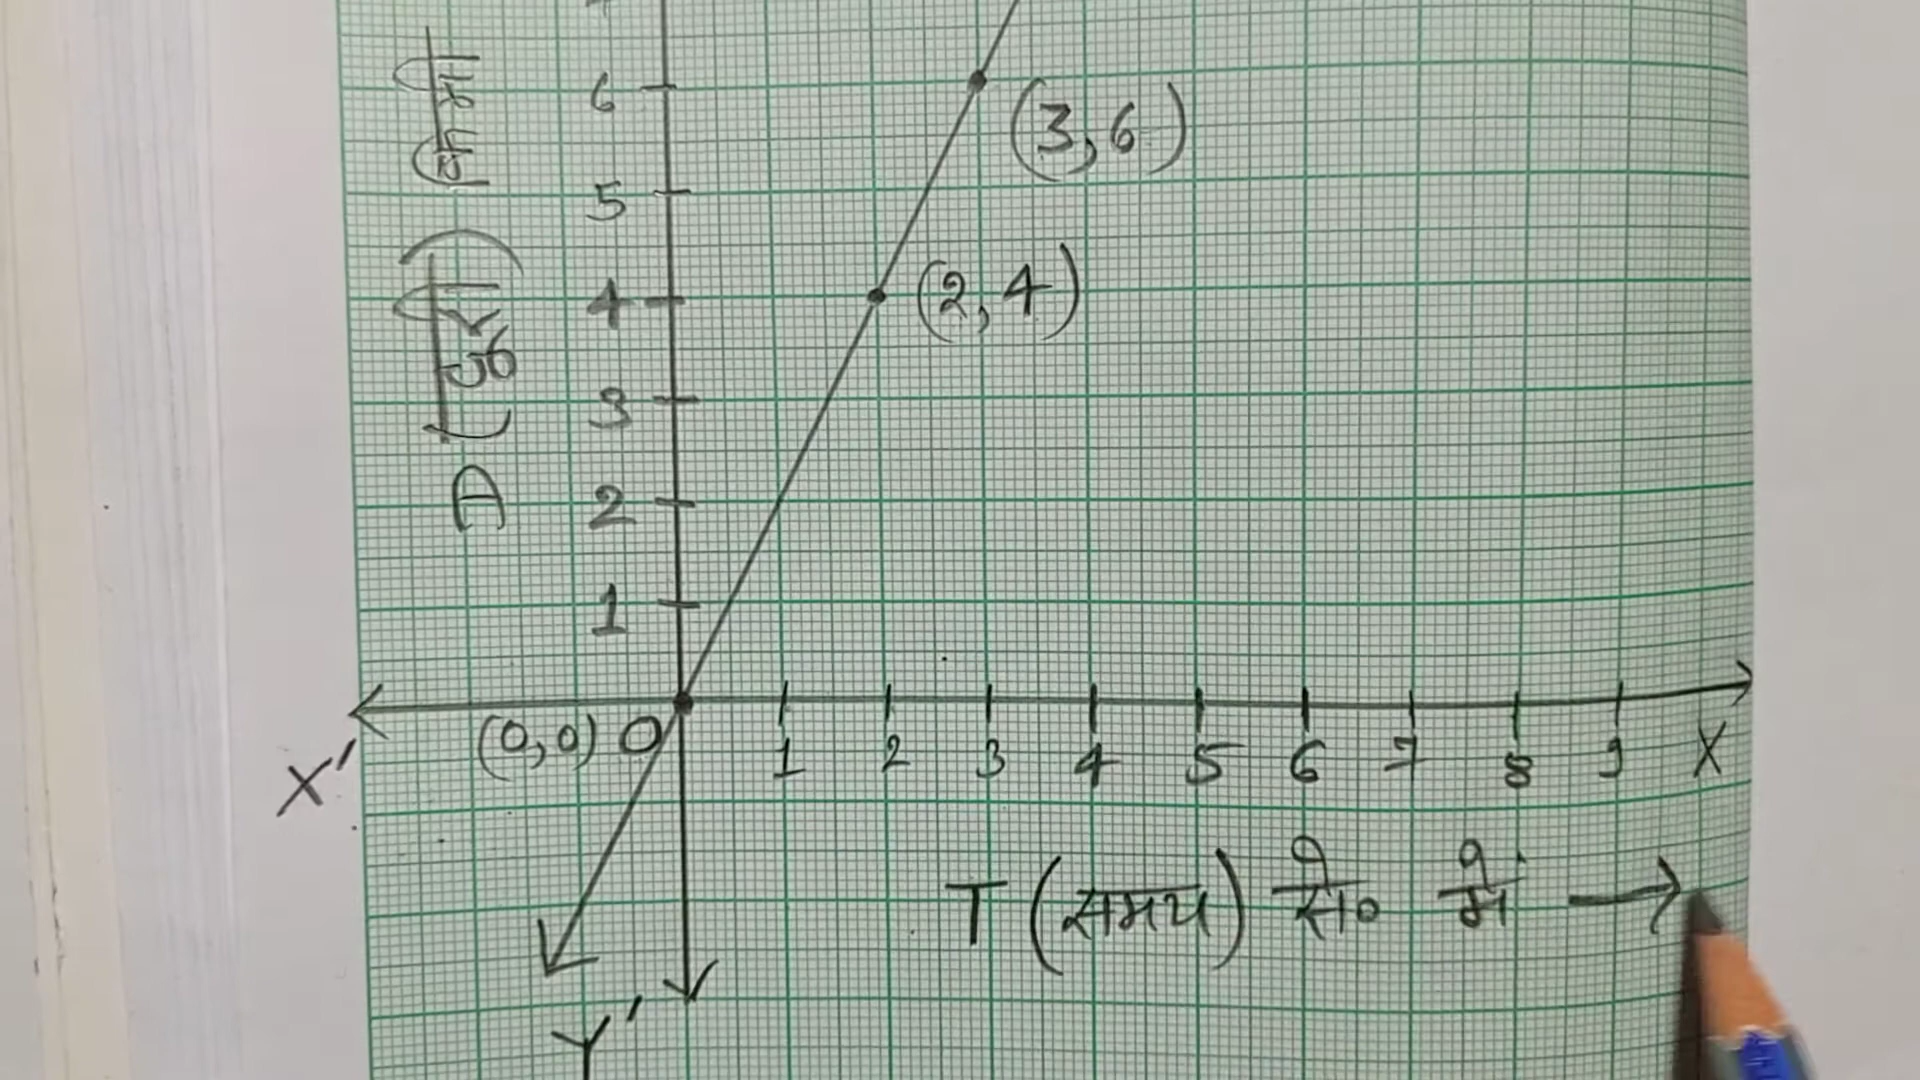 6
(3,6)
5
4
(2,4)
3
2
1
A (दूरी)
(0,0) O
1 2 3 4 5 6 7 8 9 X
X'
T (समय) से० में →
Y'